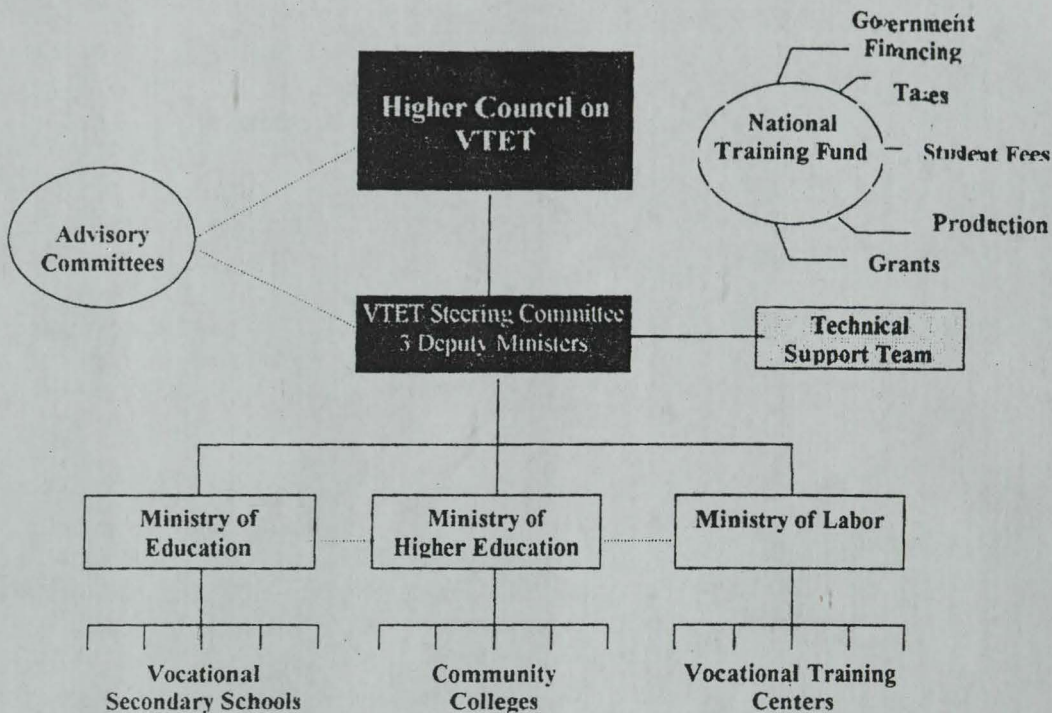 Government
Financing
Taxes
Higher Council on
VTET
National
Training Fund
Student Fees
Production
Grants
Advisory
Committees
VTET Steering Committee
3 Deputy Ministers
Technical
Support Team
Ministry of
Education
Ministry of
Higher Education
Ministry of Labor
Vocational
Secondary Schools
Community
Colleges
Vocational Training
Centers